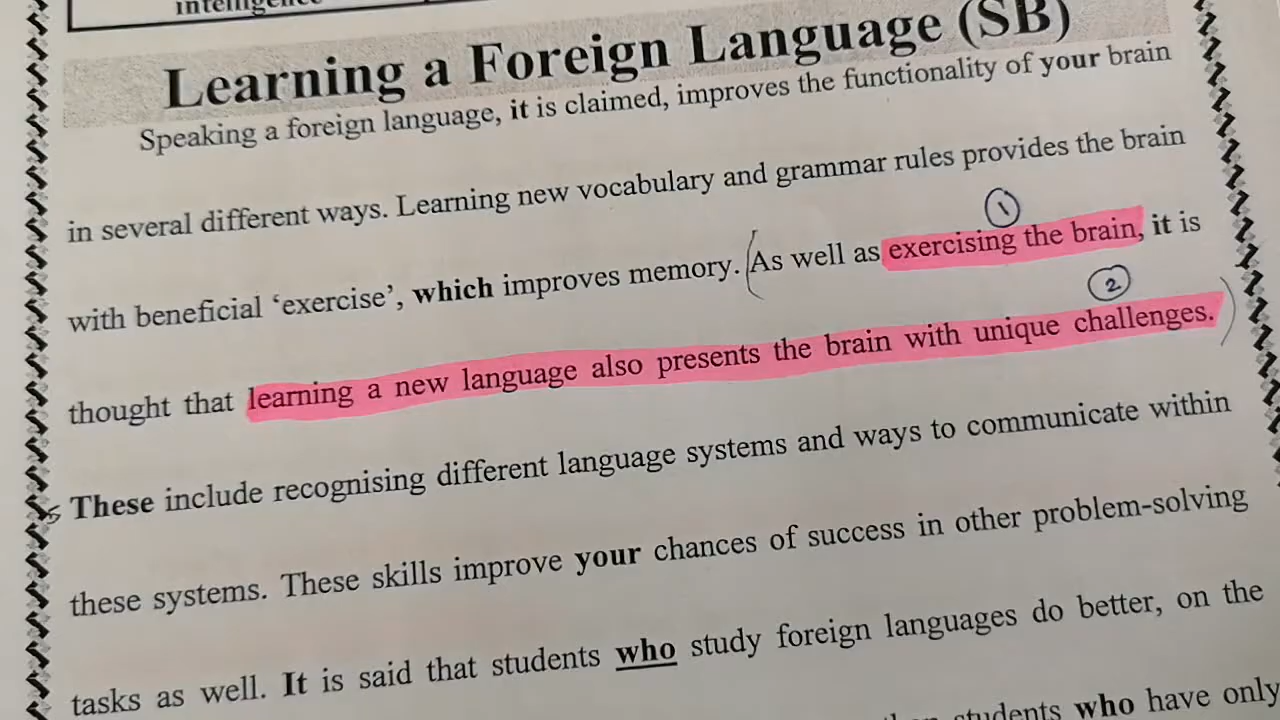 intelligence
Learning a Foreign Language (SB)
Speaking a foreign language, it is claimed, improves the functionality of your brain
in several different ways. Learning new vocabulary and grammar rules provides the brain
1
with beneficial ‘exercise’, which improves memory. (As well as exercising the brain, it is
2
thought that learning a new language also presents the brain with unique challenges.)
These include recognising different language systems and ways to communicate within
these systems. These skills improve your chances of success in other problem-solving
tasks as well. It is said that students who study foreign languages do better, on the
students who have only